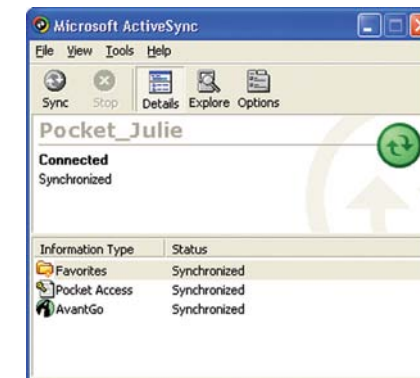 Microsoft ActiveSync
File View Tools Help
Sync Stop Details Explore Options
Pocket_Julie
Connected
Synchronized
Information Type Status
Favorites Synchronized
Pocket Access Synchronized
AvantGo Synchronized